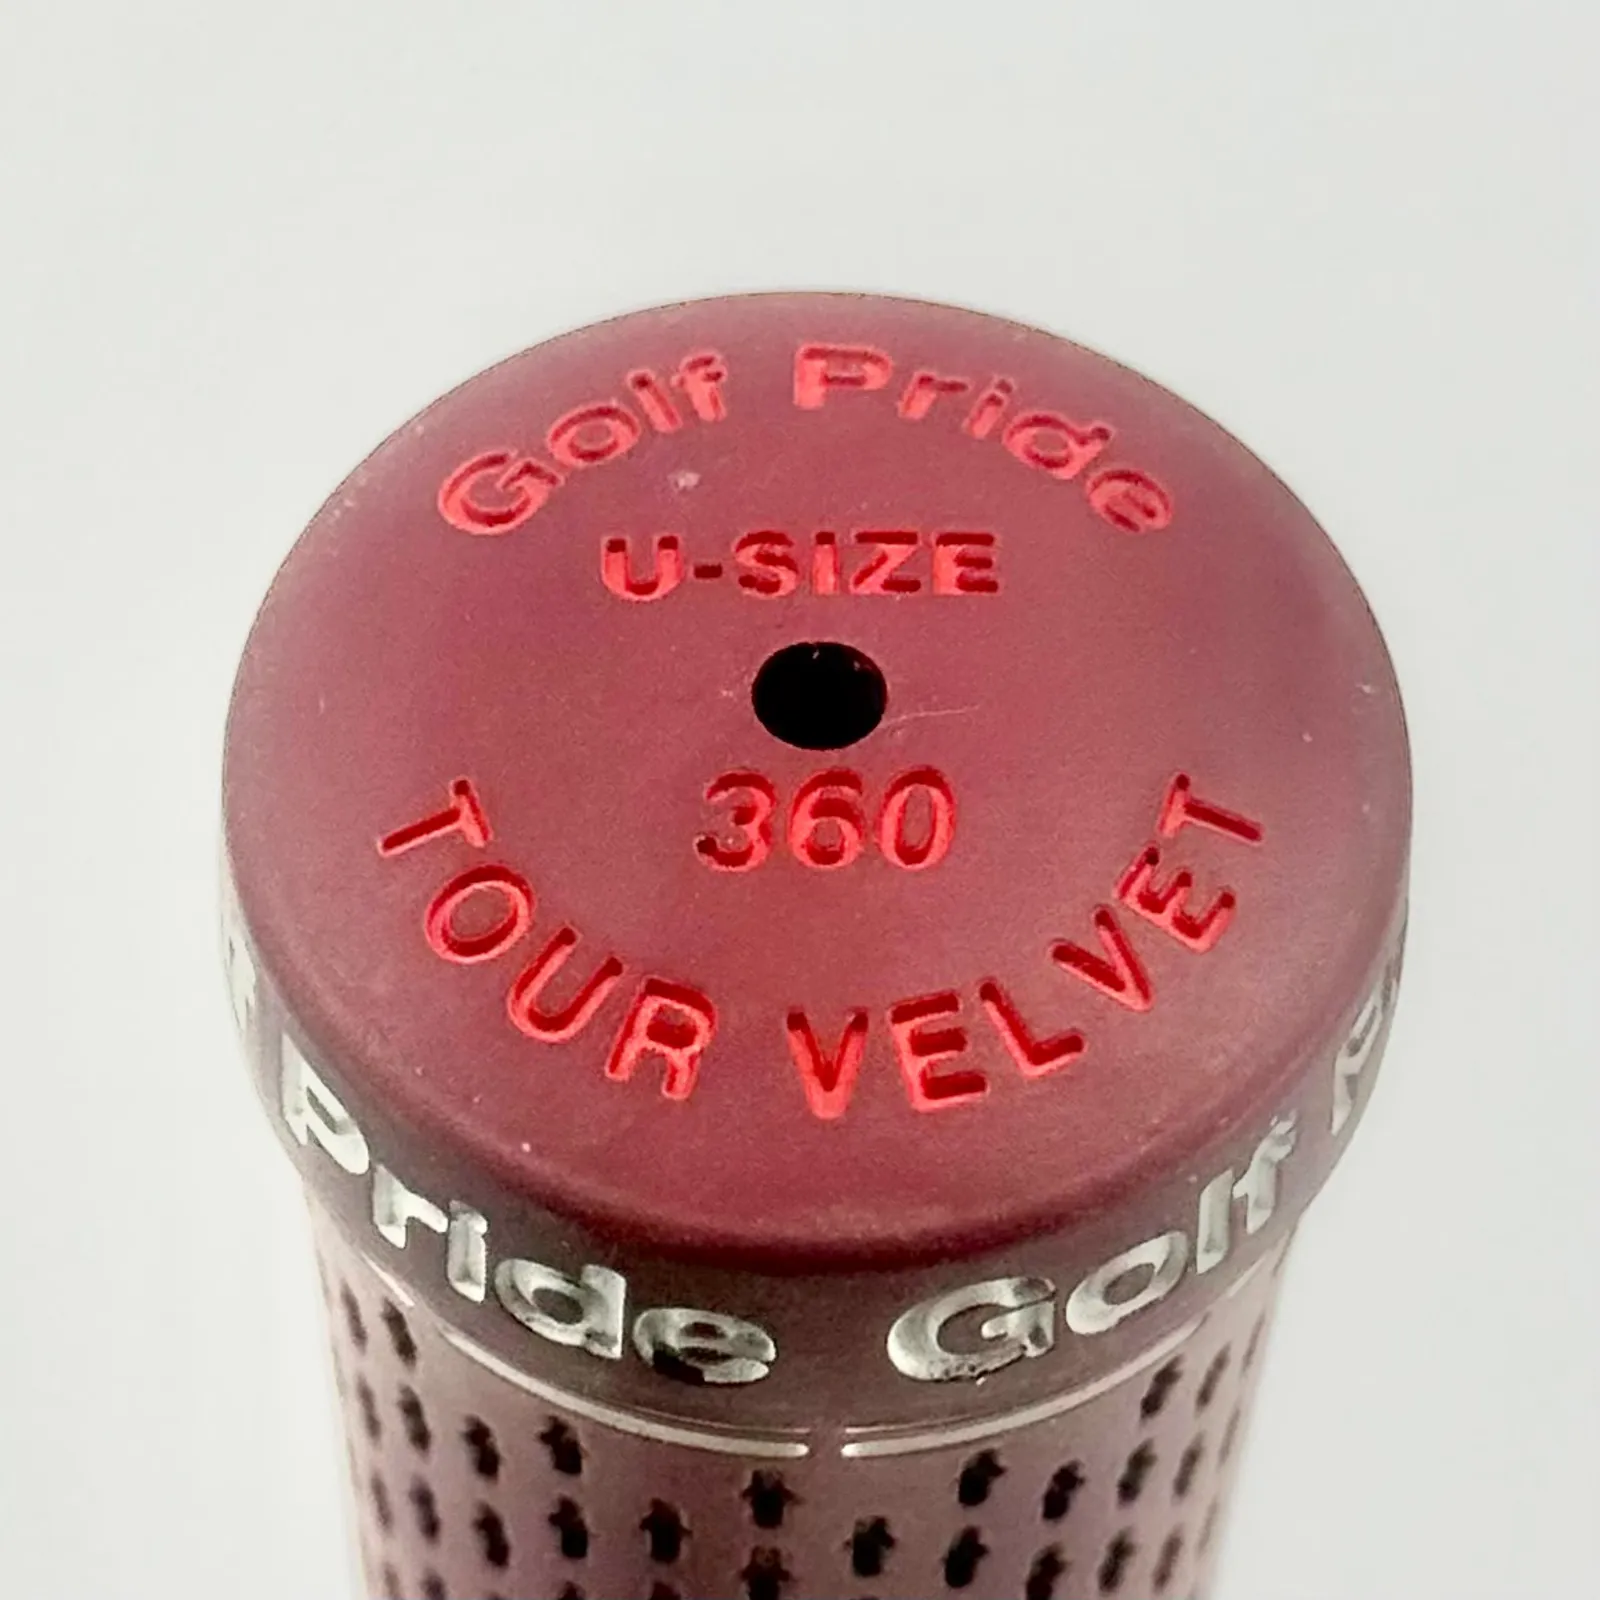 Golf Pride
U-SIZE
360
TOUR VELVET
Pride Golf